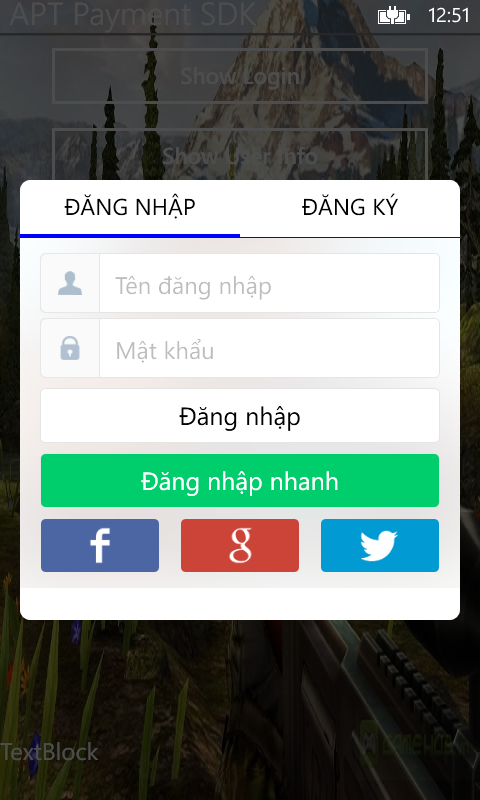 APT Payment SDK
12:51
Show Login
Show User Info
ĐĂNG NHẬP
ĐĂNG KÝ
Tên đăng nhập
Mật khẩu
Đăng nhập
Đăng nhập nhanh
TextBlock